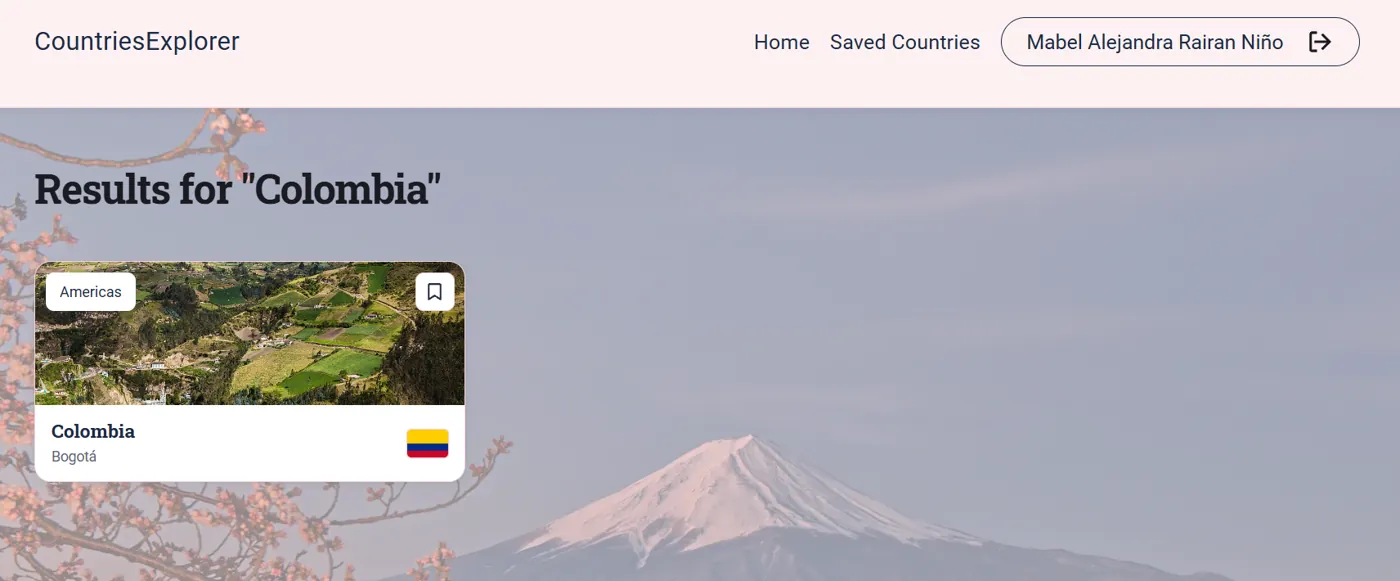 CountriesExplorer
Home
Saved Countries
Mabel Alejandra Rairan Niño
Results for "Colombia"
Americas
Colombia
Bogotá